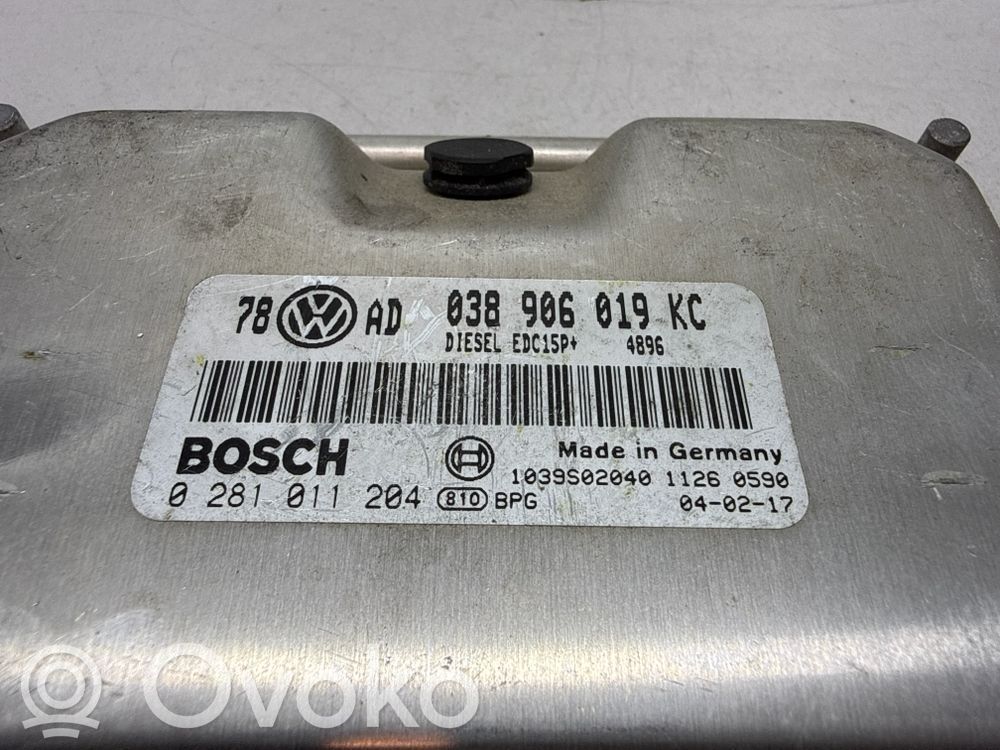 78 VW AD 038 906 019 KC
DIESEL EDC15P+ 4896
BOSCH Made in Germany
1039S02040 1126 0590
0 281 011 204 810 BPG 04-02-17
Ovoko